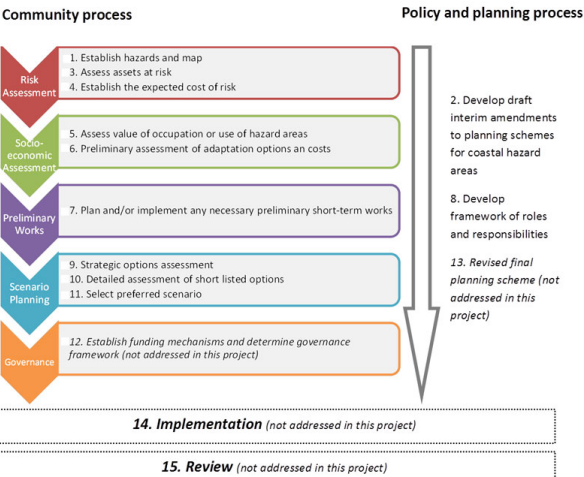 Community process
Policy and planning process
Risk
Assessment
1. Establish hazards and map
3. Assess assets at risk
4. Establish the expected cost of risk
Socio-
economic
Assessment
5. Assess value of occupation or use of hazard areas
6. Preliminary assessment of adaptation options an costs
Preliminary
Works
7. Plan and/or implement any necessary preliminary short-term works
Scenario
Planning
9. Strategic options assessment
10. Detailed assessment of short listed options
11. Select preferred scenario
Governance
12. Establish funding mechanisms and determine governance
framework (not addressed in this project)
2. Develop draft
interim amendments
to planning schemes
for coastal hazard
areas
8. Develop
framework of roles
and responsibilities
13. Revised final
planning scheme (not
addressed in this
project)
14. Implementation (not addressed in this project)
15. Review (not addressed in this project)